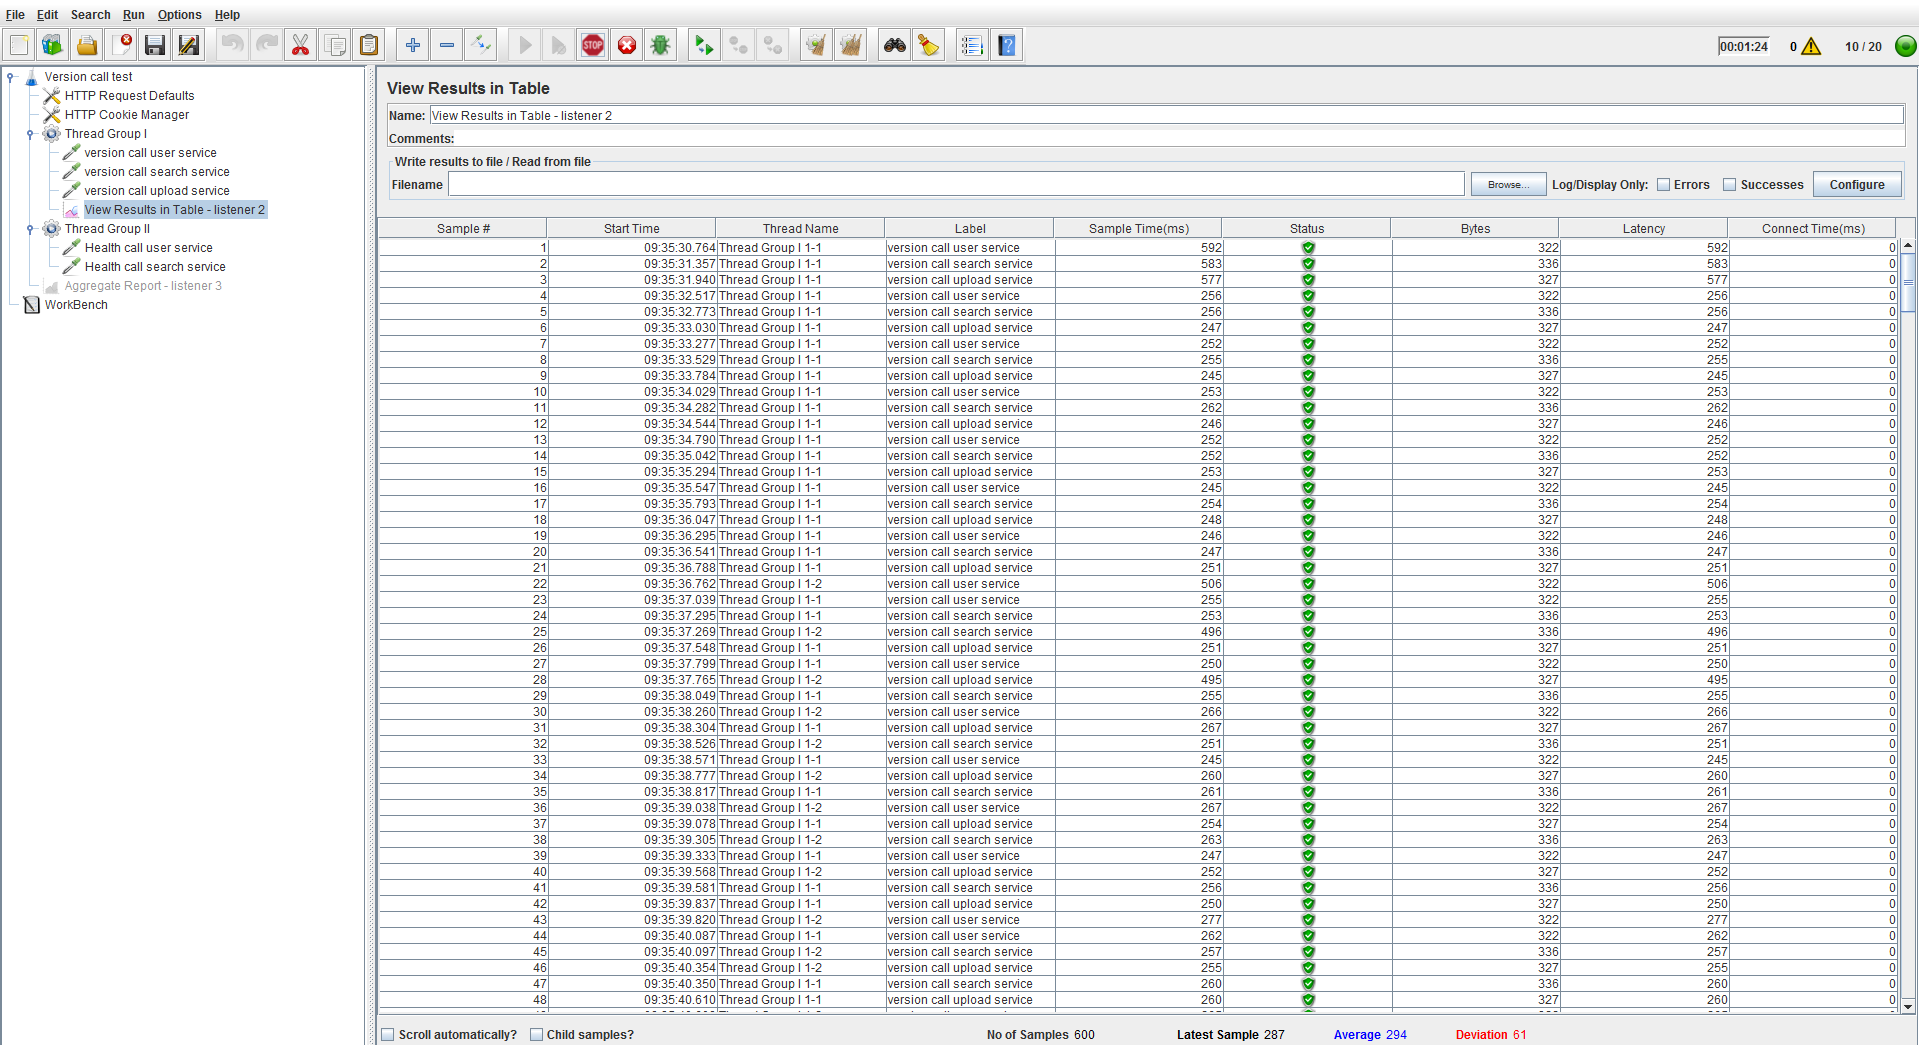 File Edit Search Run Options Help
STOP 00:01:24 0 10 / 20
Version call test
HTTP Request Defaults
HTTP Cookie Manager
Thread Group I
version call user service
version call search service
version call upload service
View Results in Table - listener 2
Thread Group II
Health call user service
Health call search service
Aggregate Report - listener 3
WorkBench
View Results in Table
Name: View Results in Table - listener 2
Comments:
Write results to file / Read from file
Filename Browse... Log/Display Only: Errors Successes Configure
Sample # Start Time Thread Name Label Sample Time(ms) Status Bytes Latency Connect Time(ms)
1 09:35:30.764 Thread Group I 1-1 version call user service 592 322 592 0
2 09:35:31.357 Thread Group I 1-1 version call search service 583 336 583 0
3 09:35:31.940 Thread Group I 1-1 version call upload service 577 327 577 0
4 09:35:32.517 Thread Group I 1-1 version call user service 256 322 256 0
5 09:35:32.773 Thread Group I 1-1 version call search service 256 336 256 0
6 09:35:33.030 Thread Group I 1-1 version call upload service 247 327 247 0
7 09:35:33.277 Thread Group I 1-1 version call user service 252 322 252 0
8 09:35:33.529 Thread Group I 1-1 version call search service 255 336 255 0
9 09:35:33.784 Thread Group I 1-1 version call upload service 245 327 245 0
10 09:35:34.029 Thread Group I 1-1 version call user service 253 322 253 0
11 09:35:34.282 Thread Group I 1-1 version call search service 262 336 262 0
12 09:35:34.544 Thread Group I 1-1 version call upload service 246 327 246 0
13 09:35:34.790 Thread Group I 1-1 version call user service 252 322 252 0
14 09:35:35.042 Thread Group I 1-1 version call search service 252 336 252 0
15 09:35:35.294 Thread Group I 1-1 version call upload service 253 327 253 0
16 09:35:35.547 Thread Group I 1-1 version call user service 245 322 245 0
17 09:35:35.793 Thread Group I 1-1 version call search service 254 336 254 0
18 09:35:36.047 Thread Group I 1-1 version call upload service 248 327 248 0
19 09:35:36.295 Thread Group I 1-1 version call user service 246 322 246 0
20 09:35:36.541 Thread Group I 1-1 version call search service 247 336 247 0
21 09:35:36.788 Thread Group I 1-1 version call upload service 251 327 251 0
22 09:35:36.762 Thread Group I 1-2 version call user service 506 322 506 0
23 09:35:37.039 Thread Group I 1-1 version call user service 255 322 255 0
24 09:35:37.295 Thread Group I 1-1 version call search service 253 336 253 0
25 09:35:37.269 Thread Group I 1-2 version call search service 496 336 496 0
26 09:35:37.548 Thread Group I 1-1 version call upload service 251 327 251 0
27 09:35:37.799 Thread Group I 1-1 version call user service 250 322 250 0
28 09:35:37.765 Thread Group I 1-2 version call upload service 495 327 495 0
29 09:35:38.049 Thread Group I 1-1 version call search service 255 336 255 0
30 09:35:38.260 Thread Group I 1-2 version call user service 266 322 266 0
31 09:35:38.304 Thread Group I 1-1 version call upload service 267 327 267 0
32 09:35:38.526 Thread Group I 1-2 version call search service 251 336 251 0
33 09:35:38.571 Thread Group I 1-1 version call user service 245 322 245 0
34 09:35:38.777 Thread Group I 1-2 version call upload service 260 327 260 0
35 09:35:38.817 Thread Group I 1-1 version call search service 261 336 261 0
36 09:35:39.038 Thread Group I 1-2 version call user service 267 322 267 0
37 09:35:39.078 Thread Group I 1-1 version call upload service 254 327 254 0
38 09:35:39.305 Thread Group I 1-2 version call search service 263 336 263 0
39 09:35:39.333 Thread Group I 1-1 version call user service 247 322 247 0
40 09:35:39.568 Thread Group I 1-2 version call upload service 252 327 252 0
41 09:35:39.581 Thread Group I 1-1 version call search service 256 336 256 0
42 09:35:39.837 Thread Group I 1-1 version call upload service 250 327 250 0
43 09:35:39.820 Thread Group I 1-2 version call user service 277 322 277 0
44 09:35:40.087 Thread Group I 1-1 version call user service 262 322 262 0
45 09:35:40.097 Thread Group I 1-2 version call search service 257 336 257 0
46 09:35:40.354 Thread Group I 1-2 version call upload service 255 327 255 0
47 09:35:40.350 Thread Group I 1-1 version call search service 260 336 260 0
48 09:35:40.610 Thread Group I 1-1 version call upload service 260 327 260 0
Scroll automatically? Child samples? No of Samples 600 Latest Sample 287 Average 294 Deviation 61